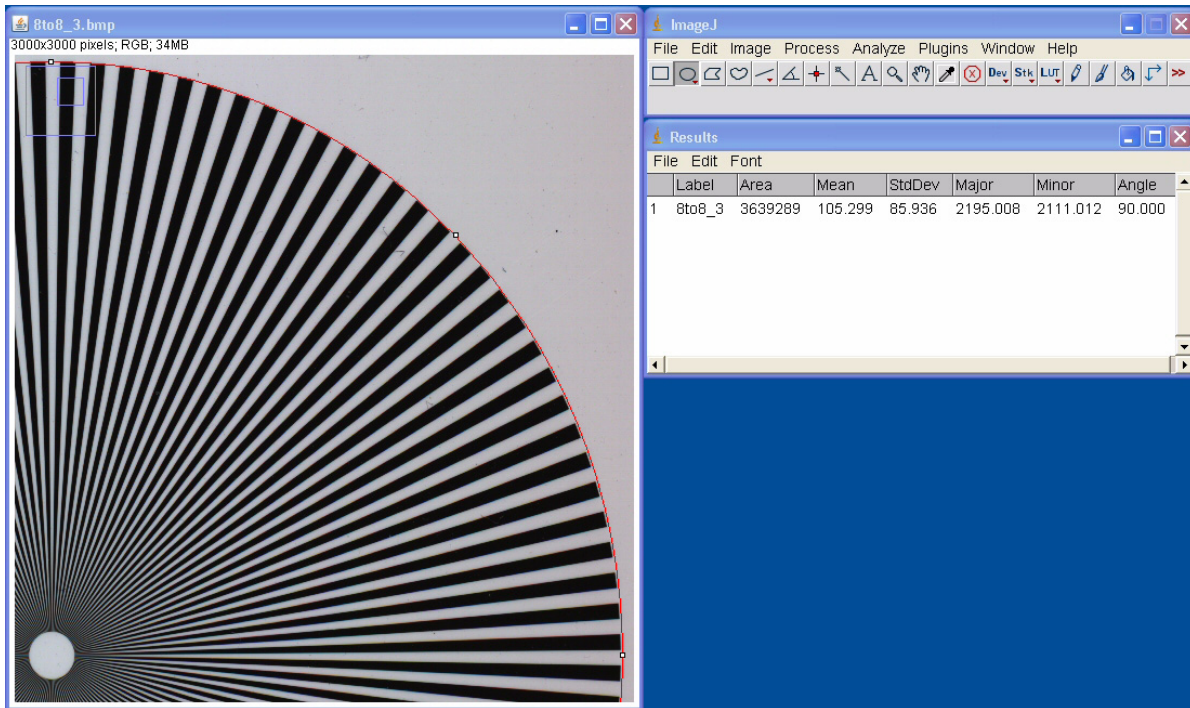 8to8_3.bmp
3000x3000 pixels; RGB; 34MB
ImageJ
File Edit Image Process Analyze Plugins Window Help
A Dev Stk LUT >>
Results
File Edit Font
Label Area Mean StdDev Major Minor Angle
1 8to8_3 3639289 105.299 85.936 2195.008 2111.012 90.000